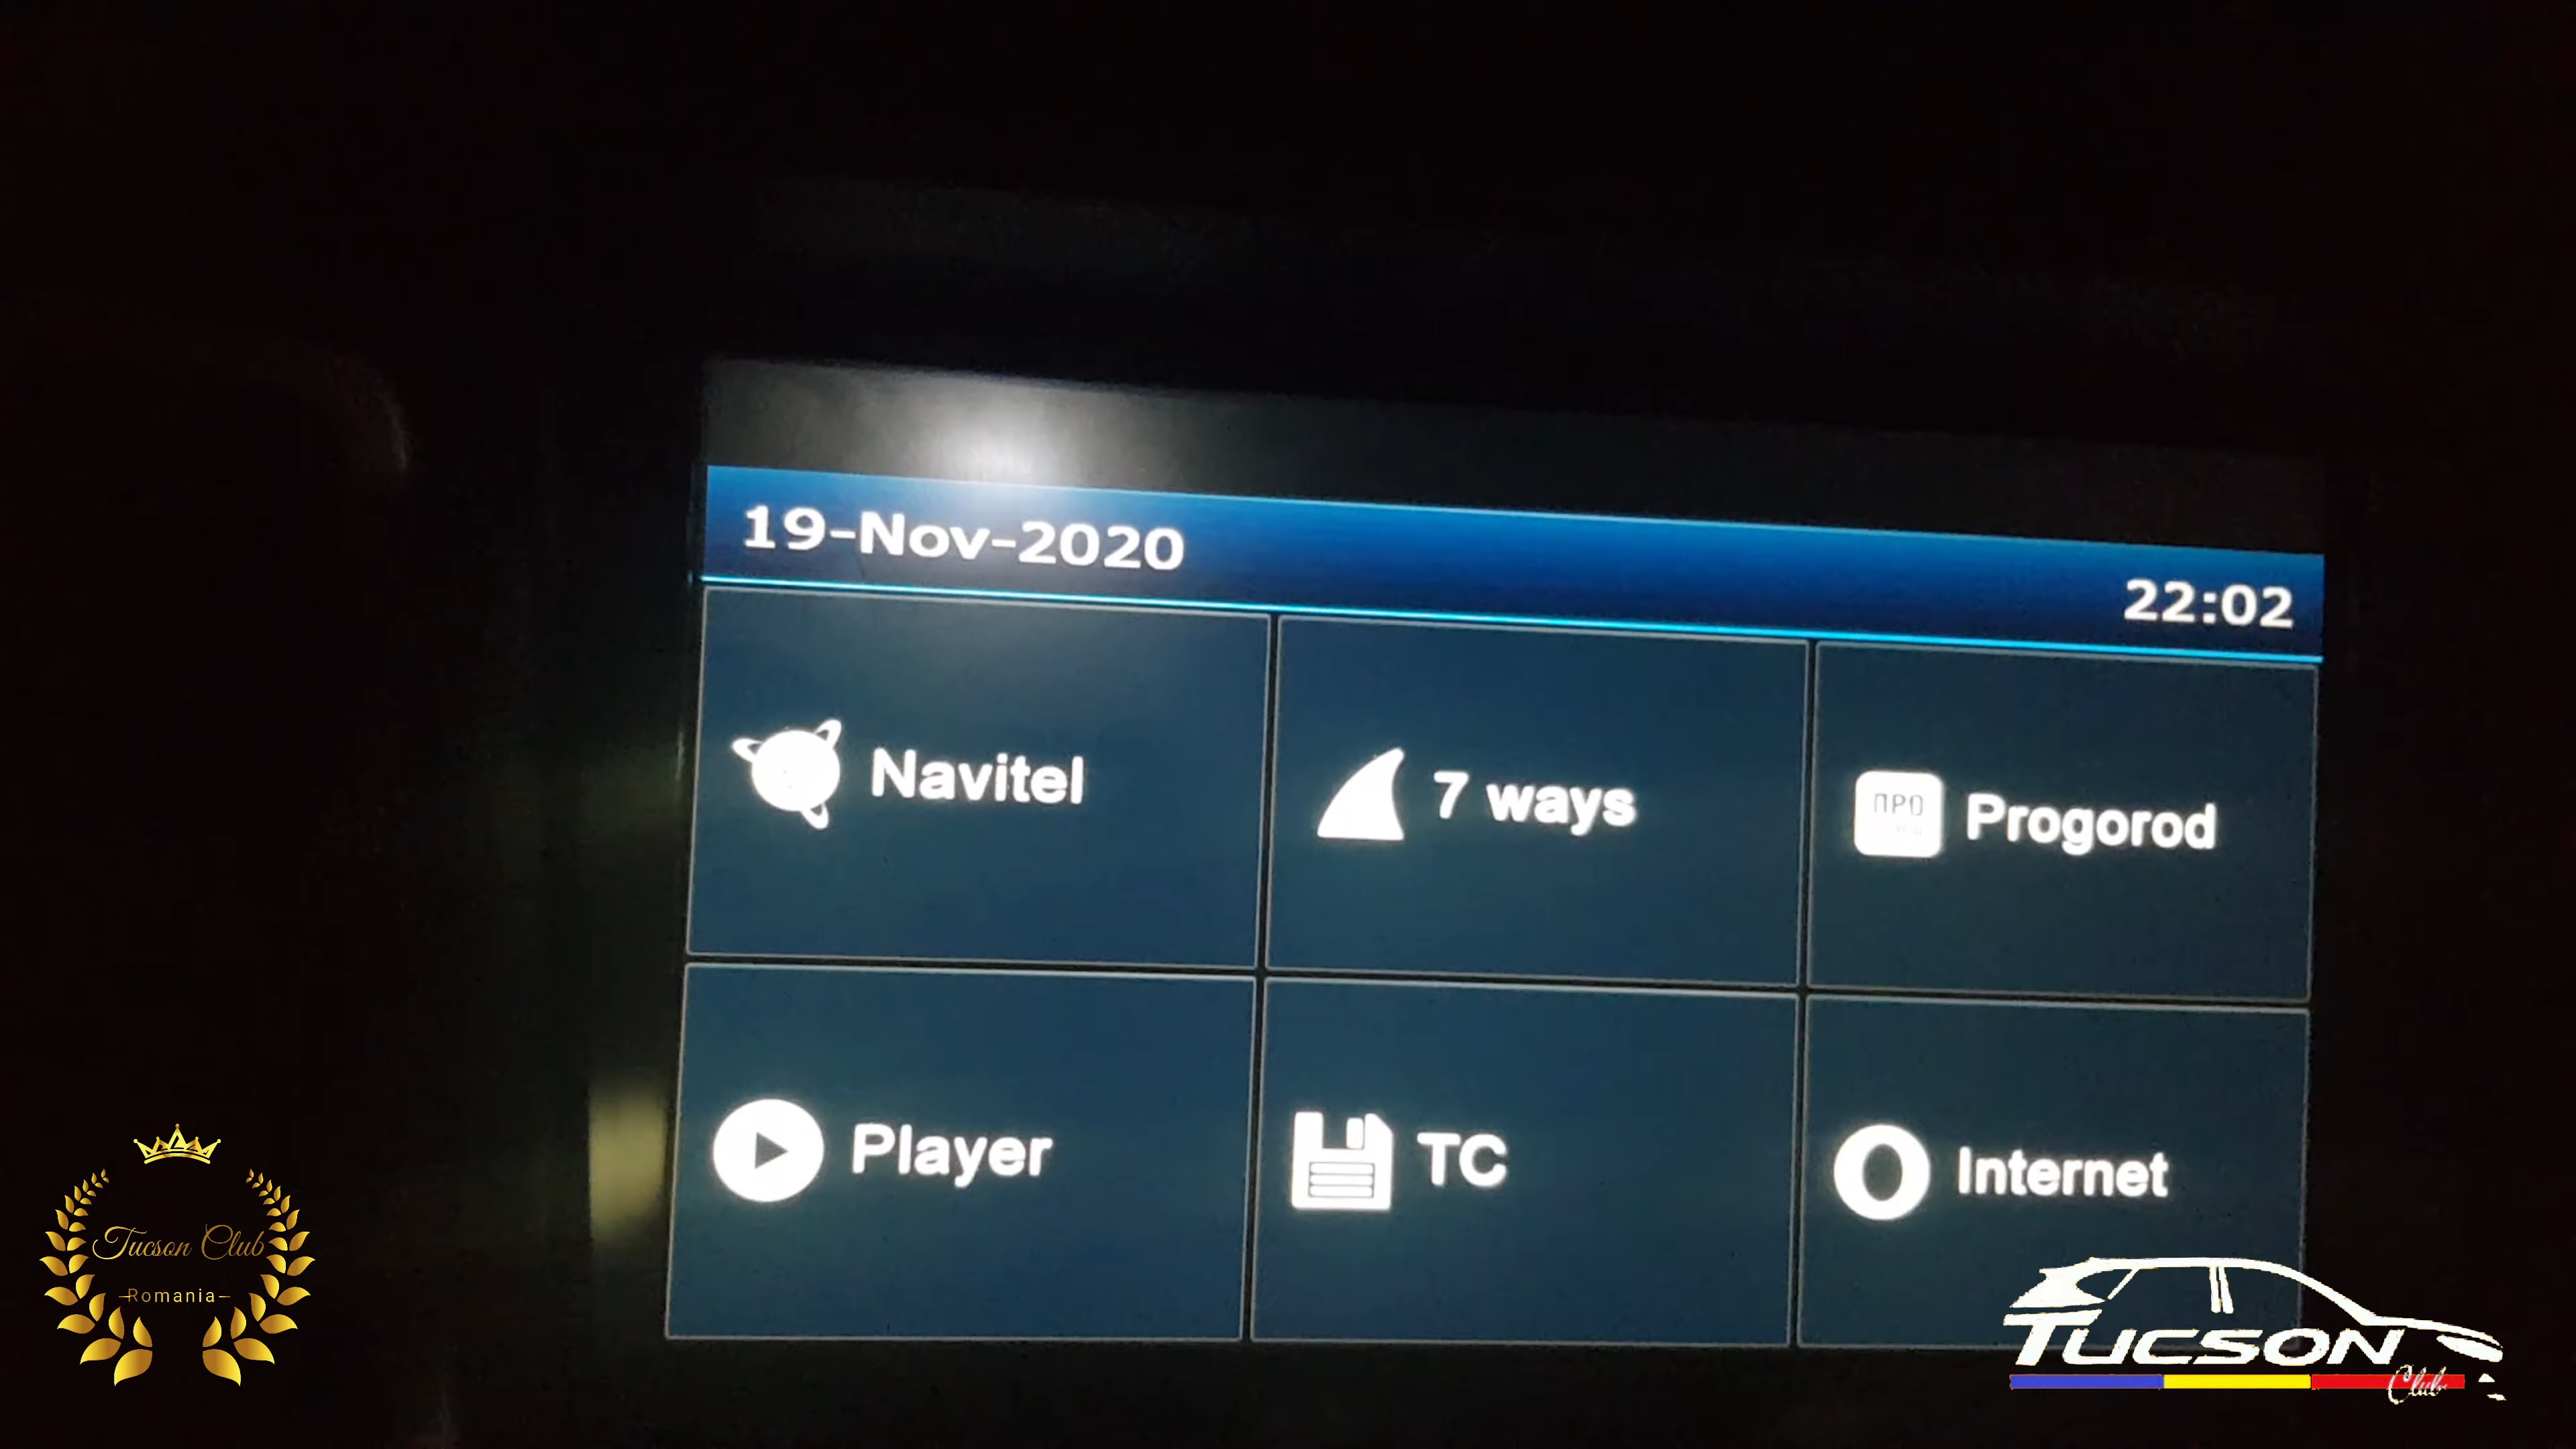 19-Nov-2020
22:02
Navitel
7 ways
ПРО
Progorod
Player
TC
Internet
Tucson Club
Romania
TUCSON
Club